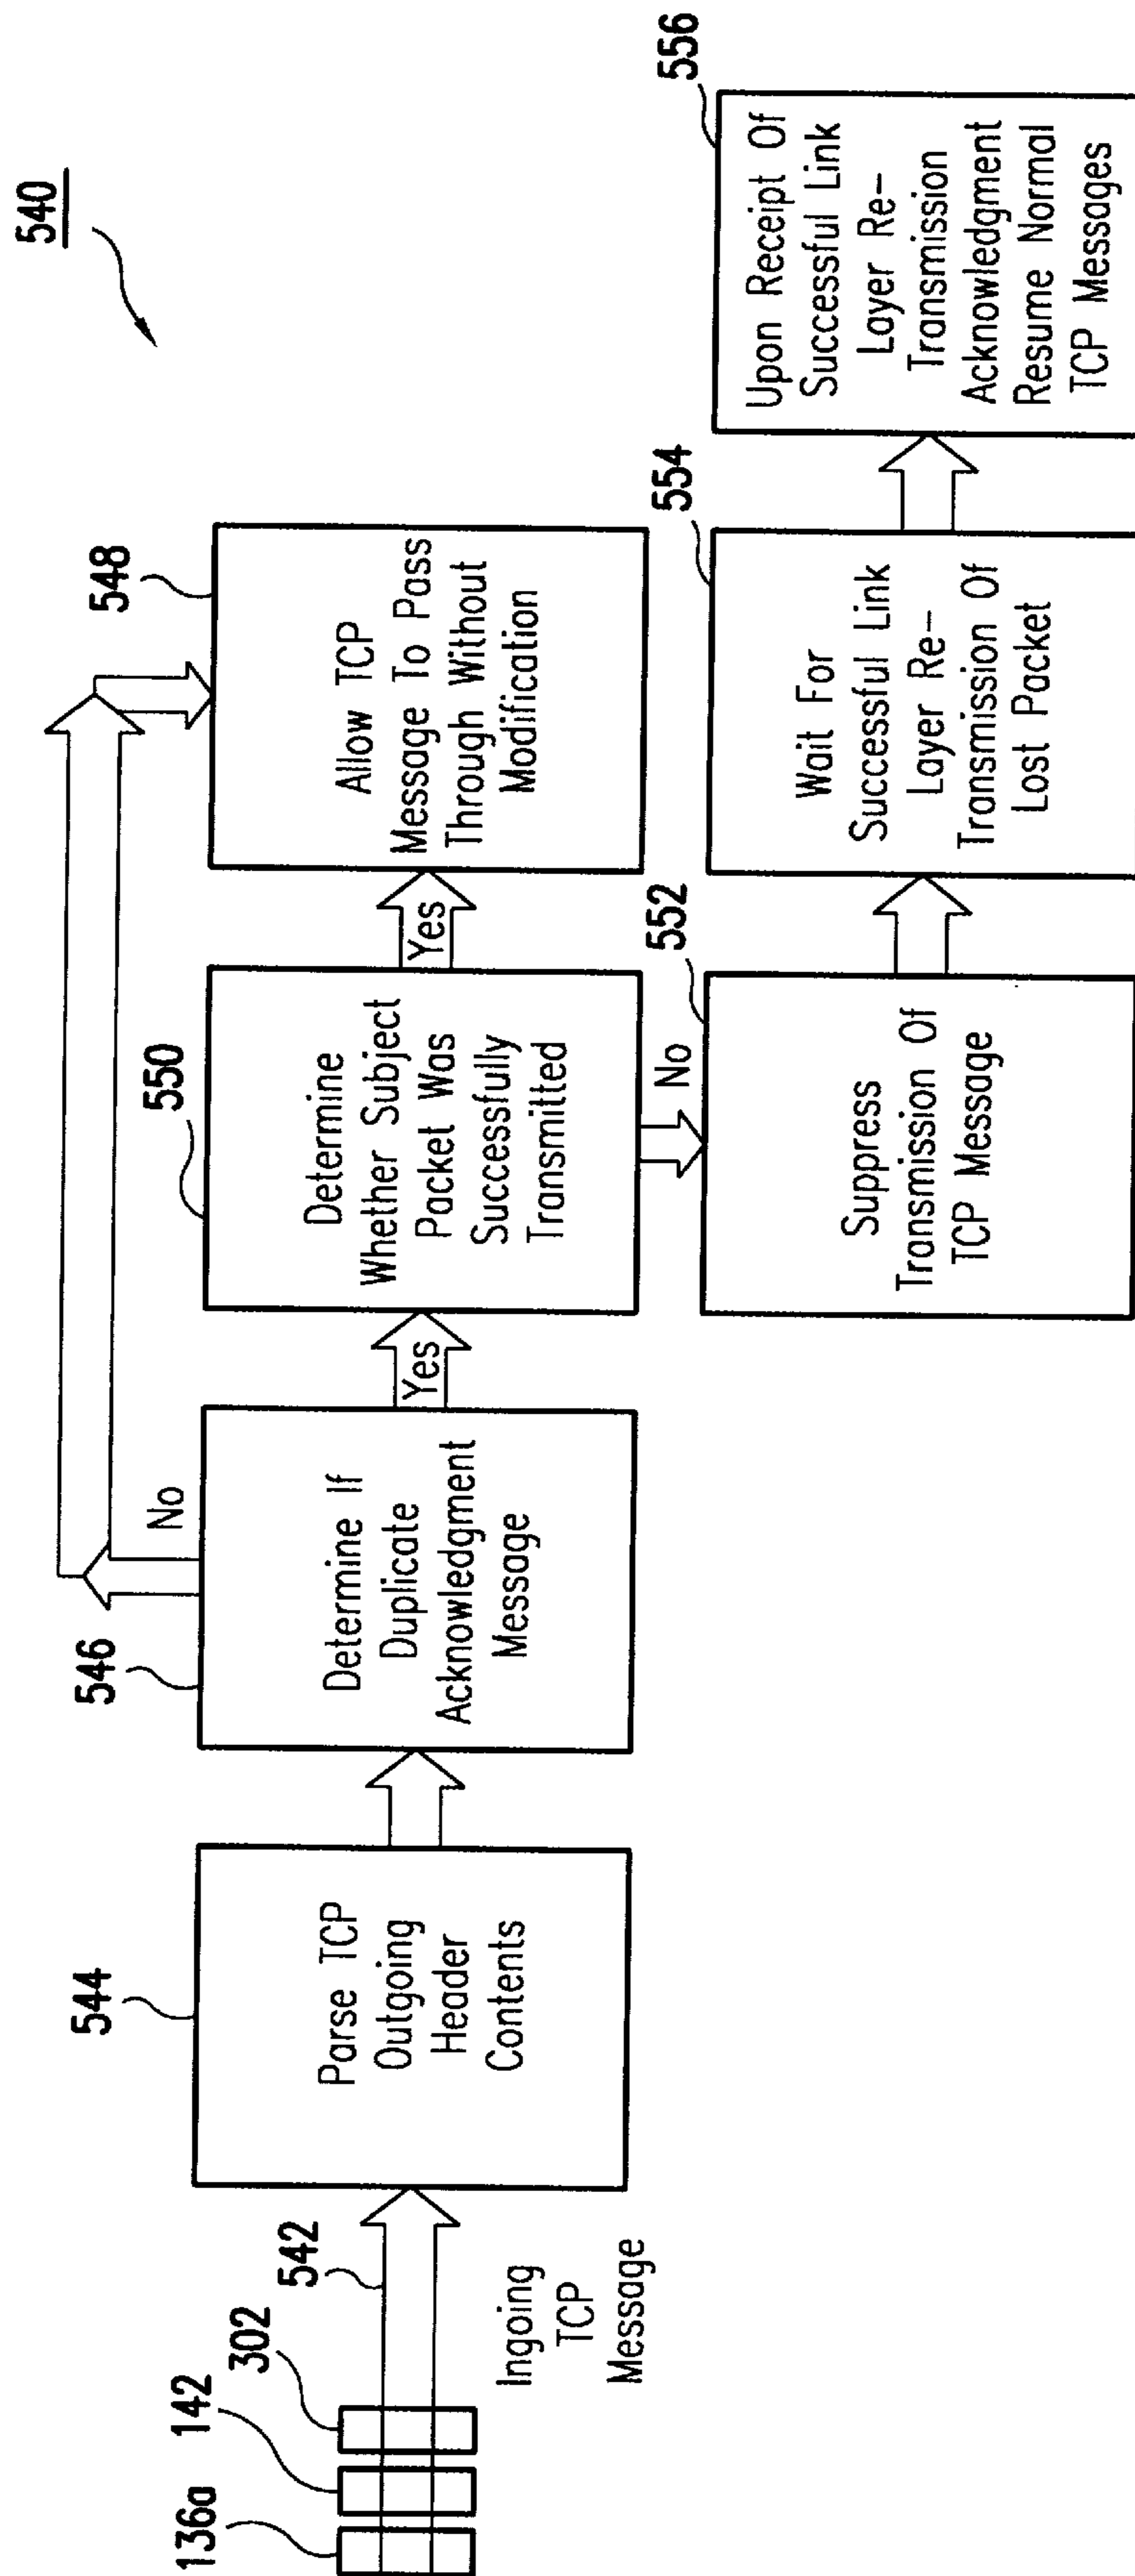 540
136a
142
302
542
Ingoing
TCP
Message
544
Parse TCP
Outgoing
Header
Contents
546
Determine If
Duplicate
Acknowledgment
Message
No
Yes
550
Determine
Whether Subject
Packet Was
Successfully
Transmitted
Yes
548
Allow TCP
Message To Pass
Through Without
Modification
No
552
Suppress
Transmission Of
TCP Message
554
Wait For
Successful Link
Layer Re-
Transmission Of
Lost Packet
556
Upon Receipt Of
Successful Link
Layer Re-
Transmission
Acknowledgment
Resume Normal
TCP Messages